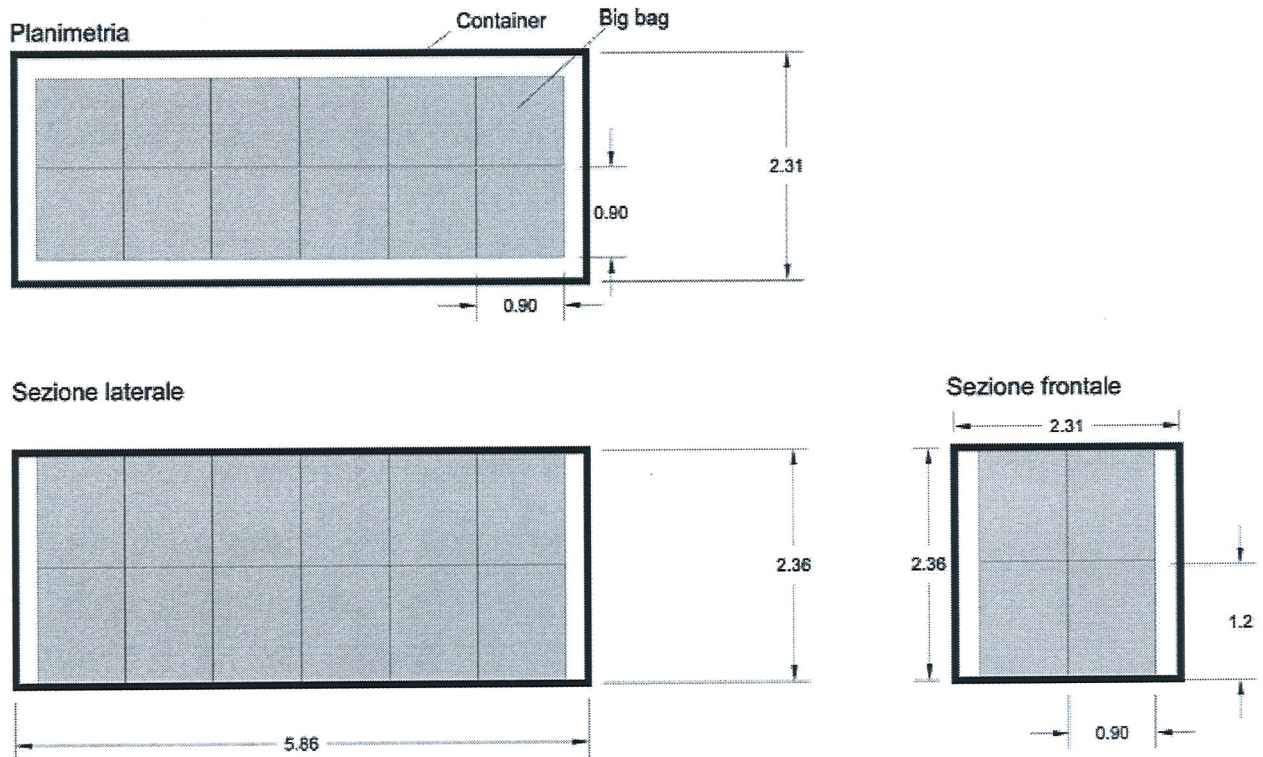 Planimetria
Container
Big bag
2.31
0.90
0.90
Sezione laterale
2.36
5.86
Sezione frontale
2.31
2.36
1.2
0.90